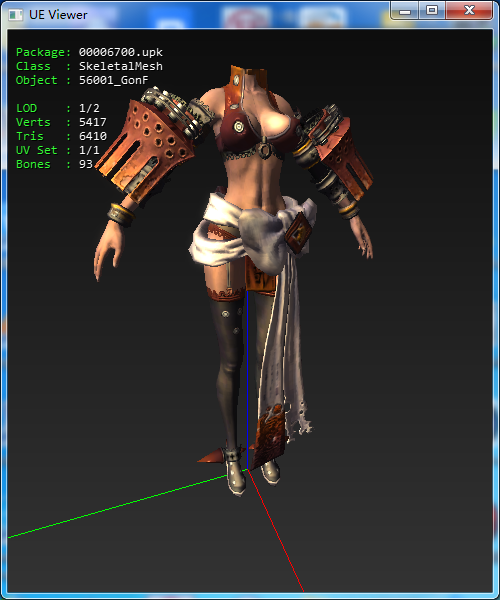 UE Viewer
Package: 00006700.upk
Class : SkeletalMesh
Object : 56001_GonF
LOD : 1/2
Verts : 5417
Tris : 6410
UV Set : 1/1
Bones : 93